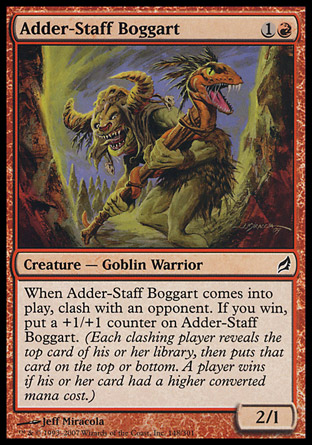 Adder-Staff Boggart 1
Creature — Goblin Warrior
When Adder-Staff Boggart comes into
play, clash with an opponent. If you win,
put a +1/+1 counter on Adder-Staff
Boggart. (Each clashing player reveals the
top card of his or her library, then puts that
card on the top or bottom. A player wins
if his or her card had a higher converted
mana cost.)
Jeff Miracola
2/1